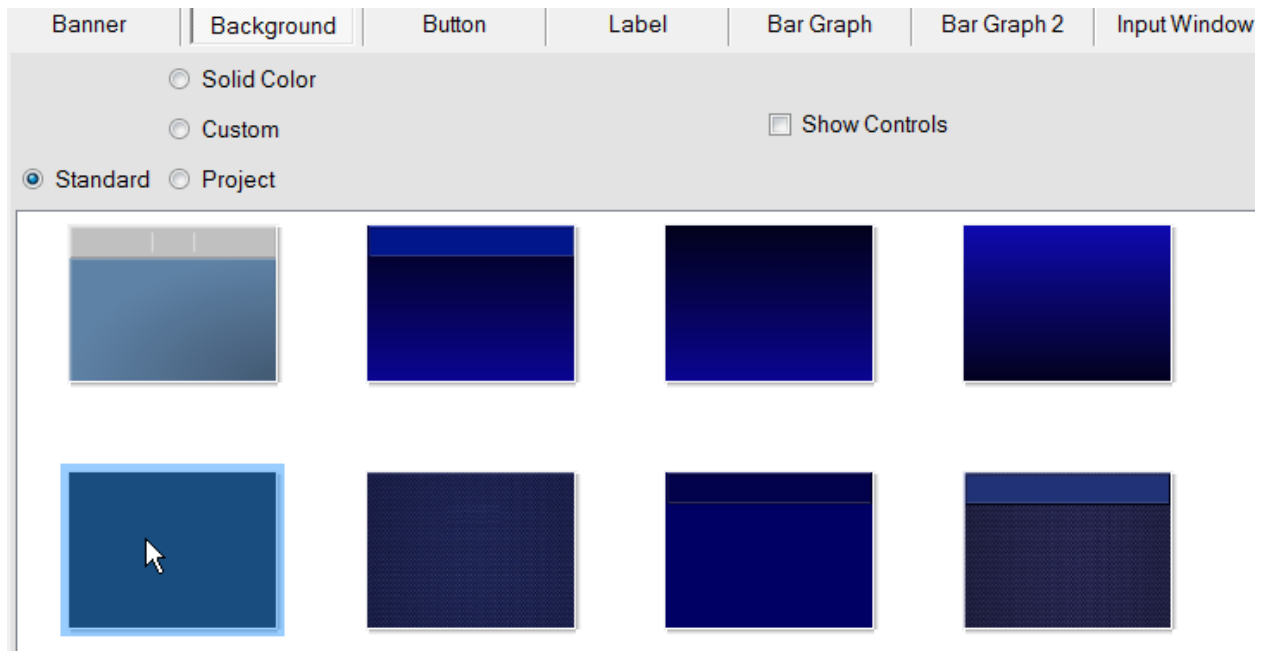 Banner Background Button Label Bar Graph Bar Graph 2 Input Window
Solid Color
Custom
Show Controls
Standard Project